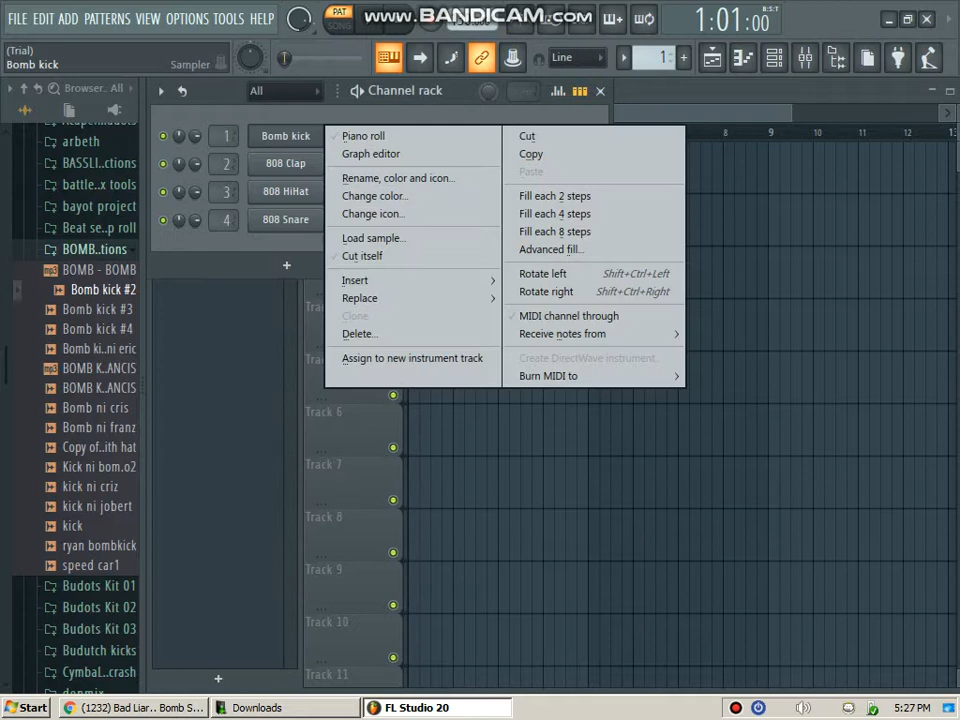 FILE EDIT ADD PATTERNS VIEW OPTIONS TOOLS HELP
PAT
SONG
WWW.BANDICAM.COM
1:01:00
B:S:T
(Trial)
Bomb kick
Sampler
Line
1
Browser.. All
All
Channel rack
arbeth
BASSLI...ctions
battle..x tools
bayot project
Beat se..p roll
BOMB..tions
BOMB - BOMB
Bomb kick #2
Bomb kick #3
Bomb kick #4
Bomb ki..ni eric
BOMB K..ANCIS
BOMB K..ANCIS
Bomb ni cris
Bomb ni franz
Copy of..ith hat
Kick ni bom.o2
kick ni criz
kick ni jobert
kick
ryan bombkick
speed car1
Budots Kit 01
Budots Kit 02
Budots Kit 03
Budutch kicks
Cymbal..crash
1 Bomb kick
2 808 Clap
3 808 HiHat
4 808 Snare
Piano roll
Graph editor
Rename, color and icon...
Change color...
Change icon...
Load sample...
Cut itself
Insert
Replace
Clone
Delete...
Assign to new instrument track
Cut
Copy
Paste
Fill each 2 steps
Fill each 4 steps
Fill each 8 steps
Advanced fill...
Rotate left Shift+Ctrl+Left
Rotate right Shift+Ctrl+Right
MIDI channel through
Receive notes from
Create DirectWave instrument
Burn MIDI to
8 9 10 11 12 13
Track 6
Track 7
Track 8
Track 9
Track 10
Track 11
Start
(1232) Bad Liar.. Bomb S...
Downloads
FL Studio 20
5:27 PM